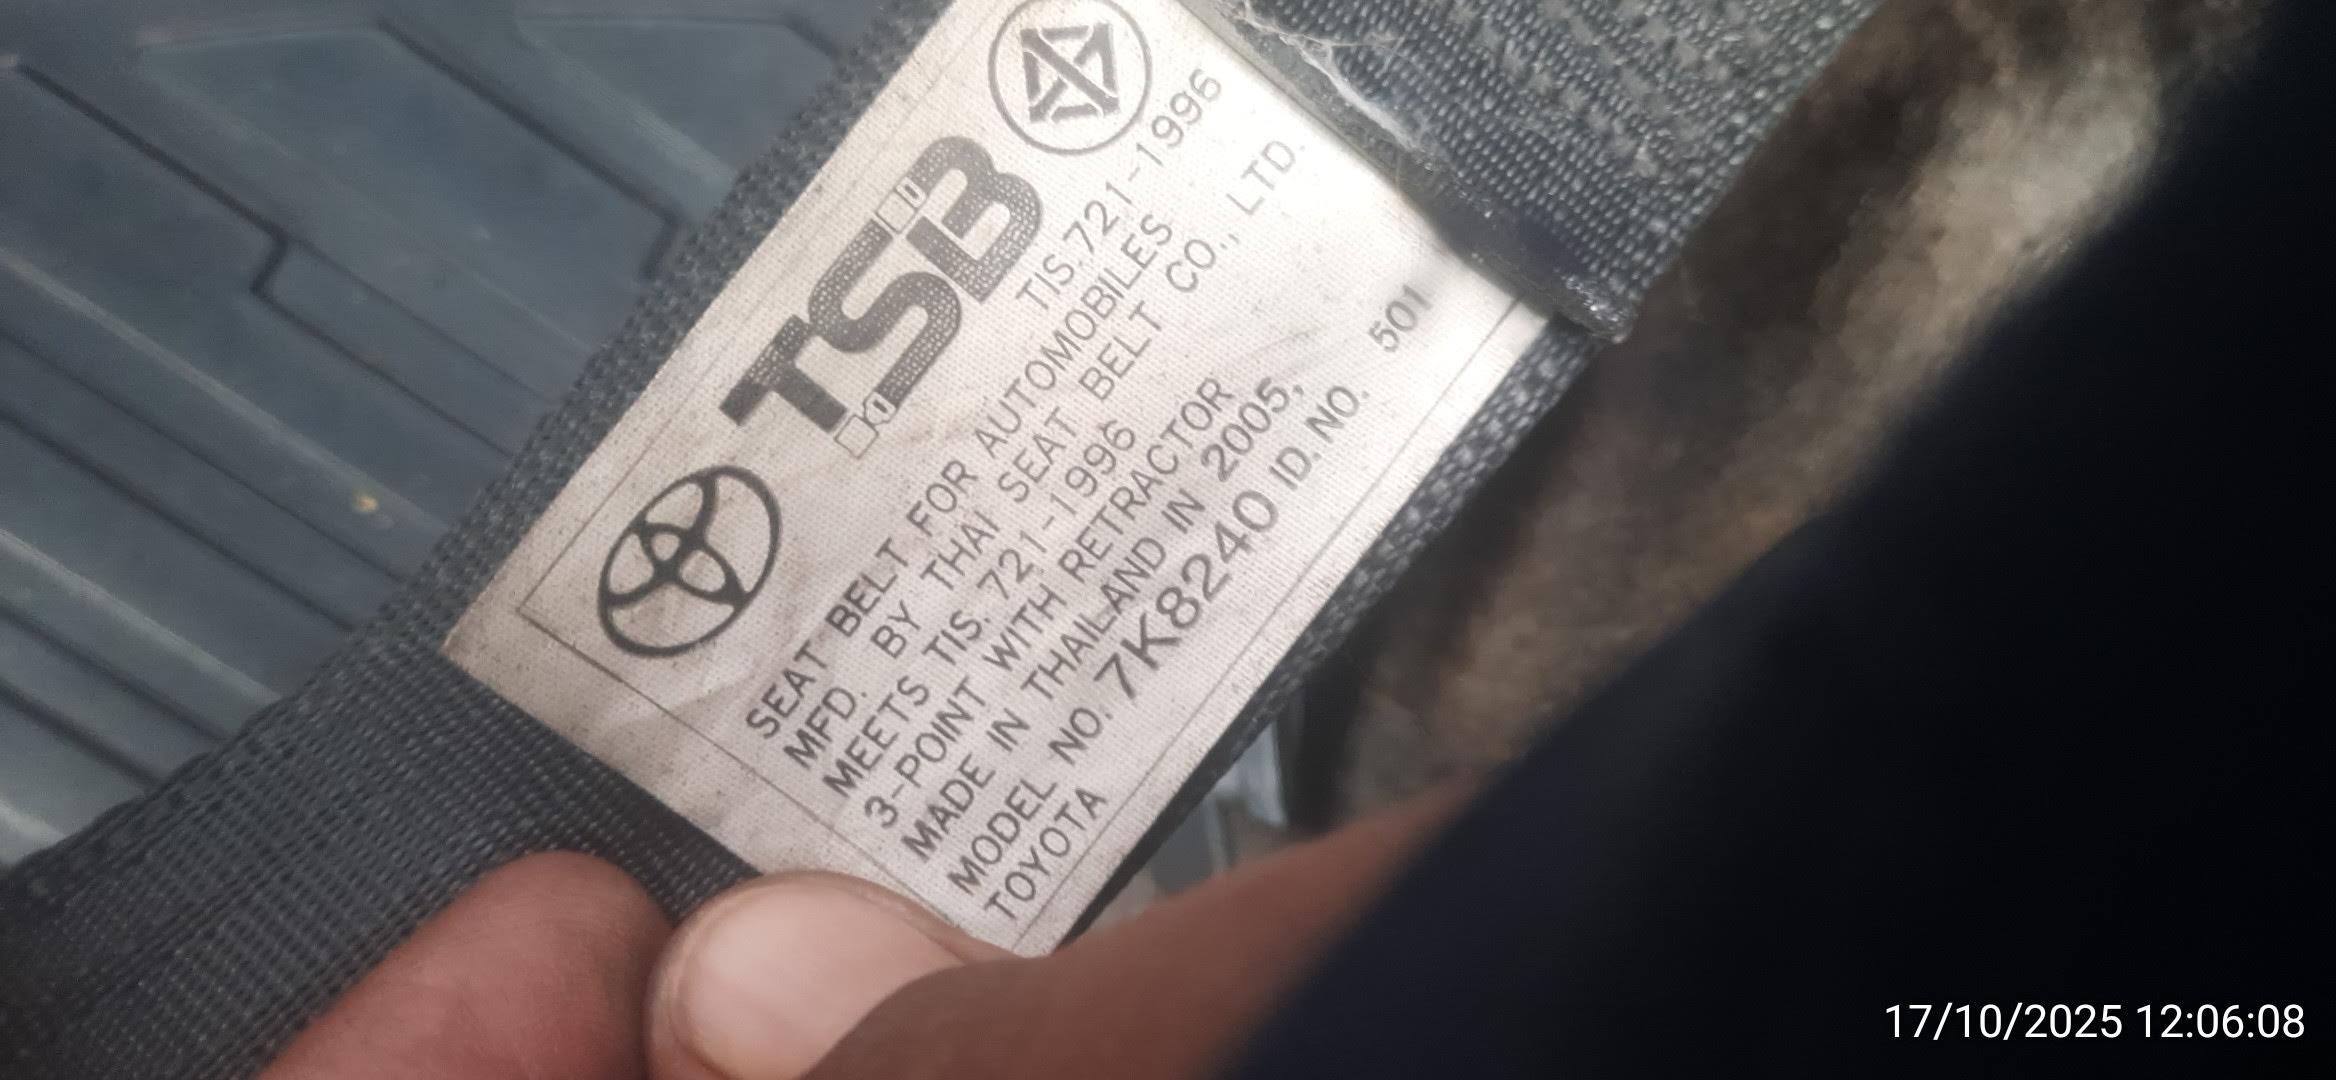 TSB
TIS.721-1996
SEAT BELT FOR AUTOMOBILES
MFD. BY THAI SEAT BELT CO., LTD.
MEETS TIS. 721-1996
3-POINT WITH RETRACTOR
MADE IN THAILAND IN 2005,
MODEL NO. 7K8240 ID.NO. 501
TOYOTA
17/10/2025 12:06:08